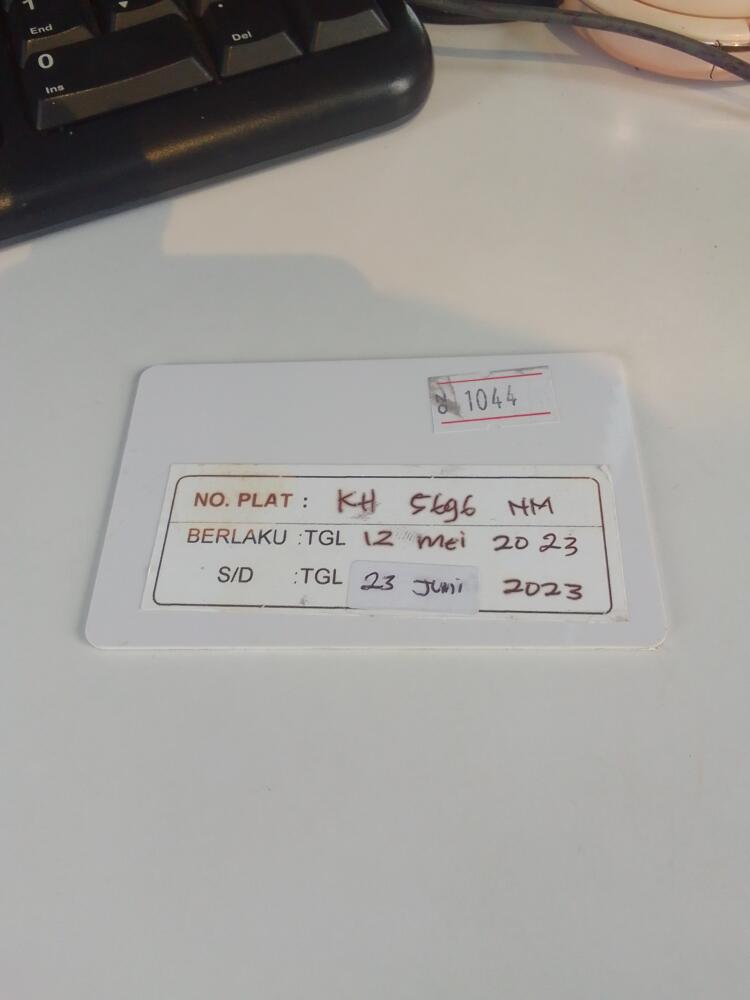 1
End
Del
0
Ins
1044
NO. PLAT : KH 5696 NM
BERLAKU :TGL 12 Mei 2023
S/D :TGL 23 Juni 2023